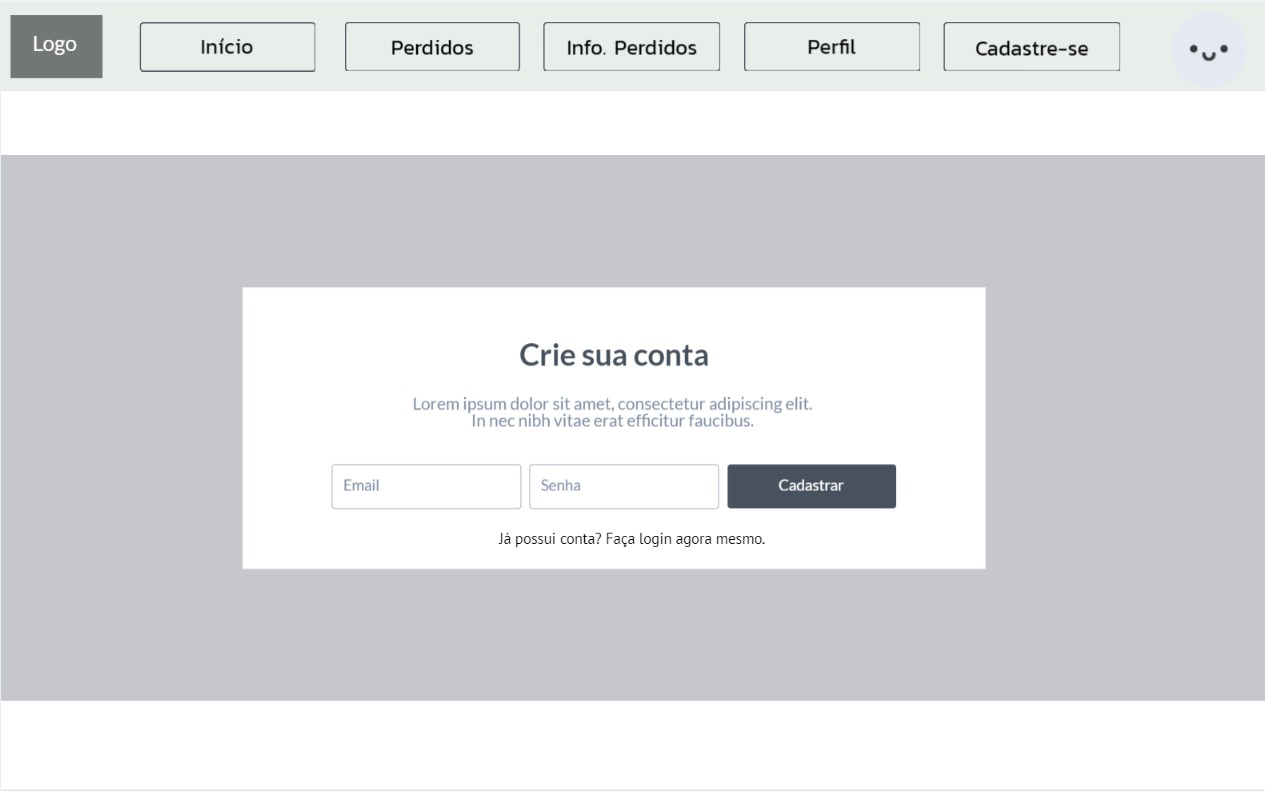 Logo
Início
Perdidos
Info. Perdidos
Perfil
Cadastre-se
Crie sua conta
Lorem ipsum dolor sit amet, consectetur adipiscing elit.
In nec nibh vitae erat efficitur faucibus.
Email
Senha
Cadastrar
Já possui conta? Faça login agora mesmo.